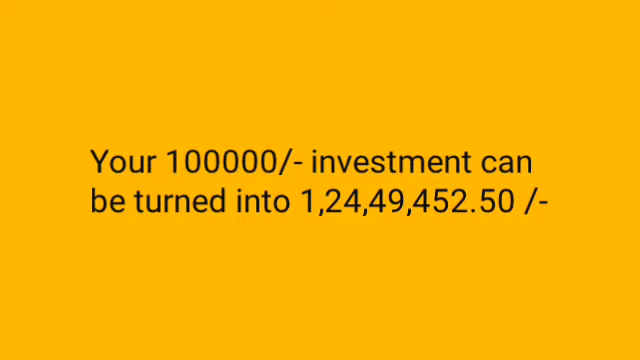 Your 100000/- investment can
be turned into 1,24,49,452.50 /-